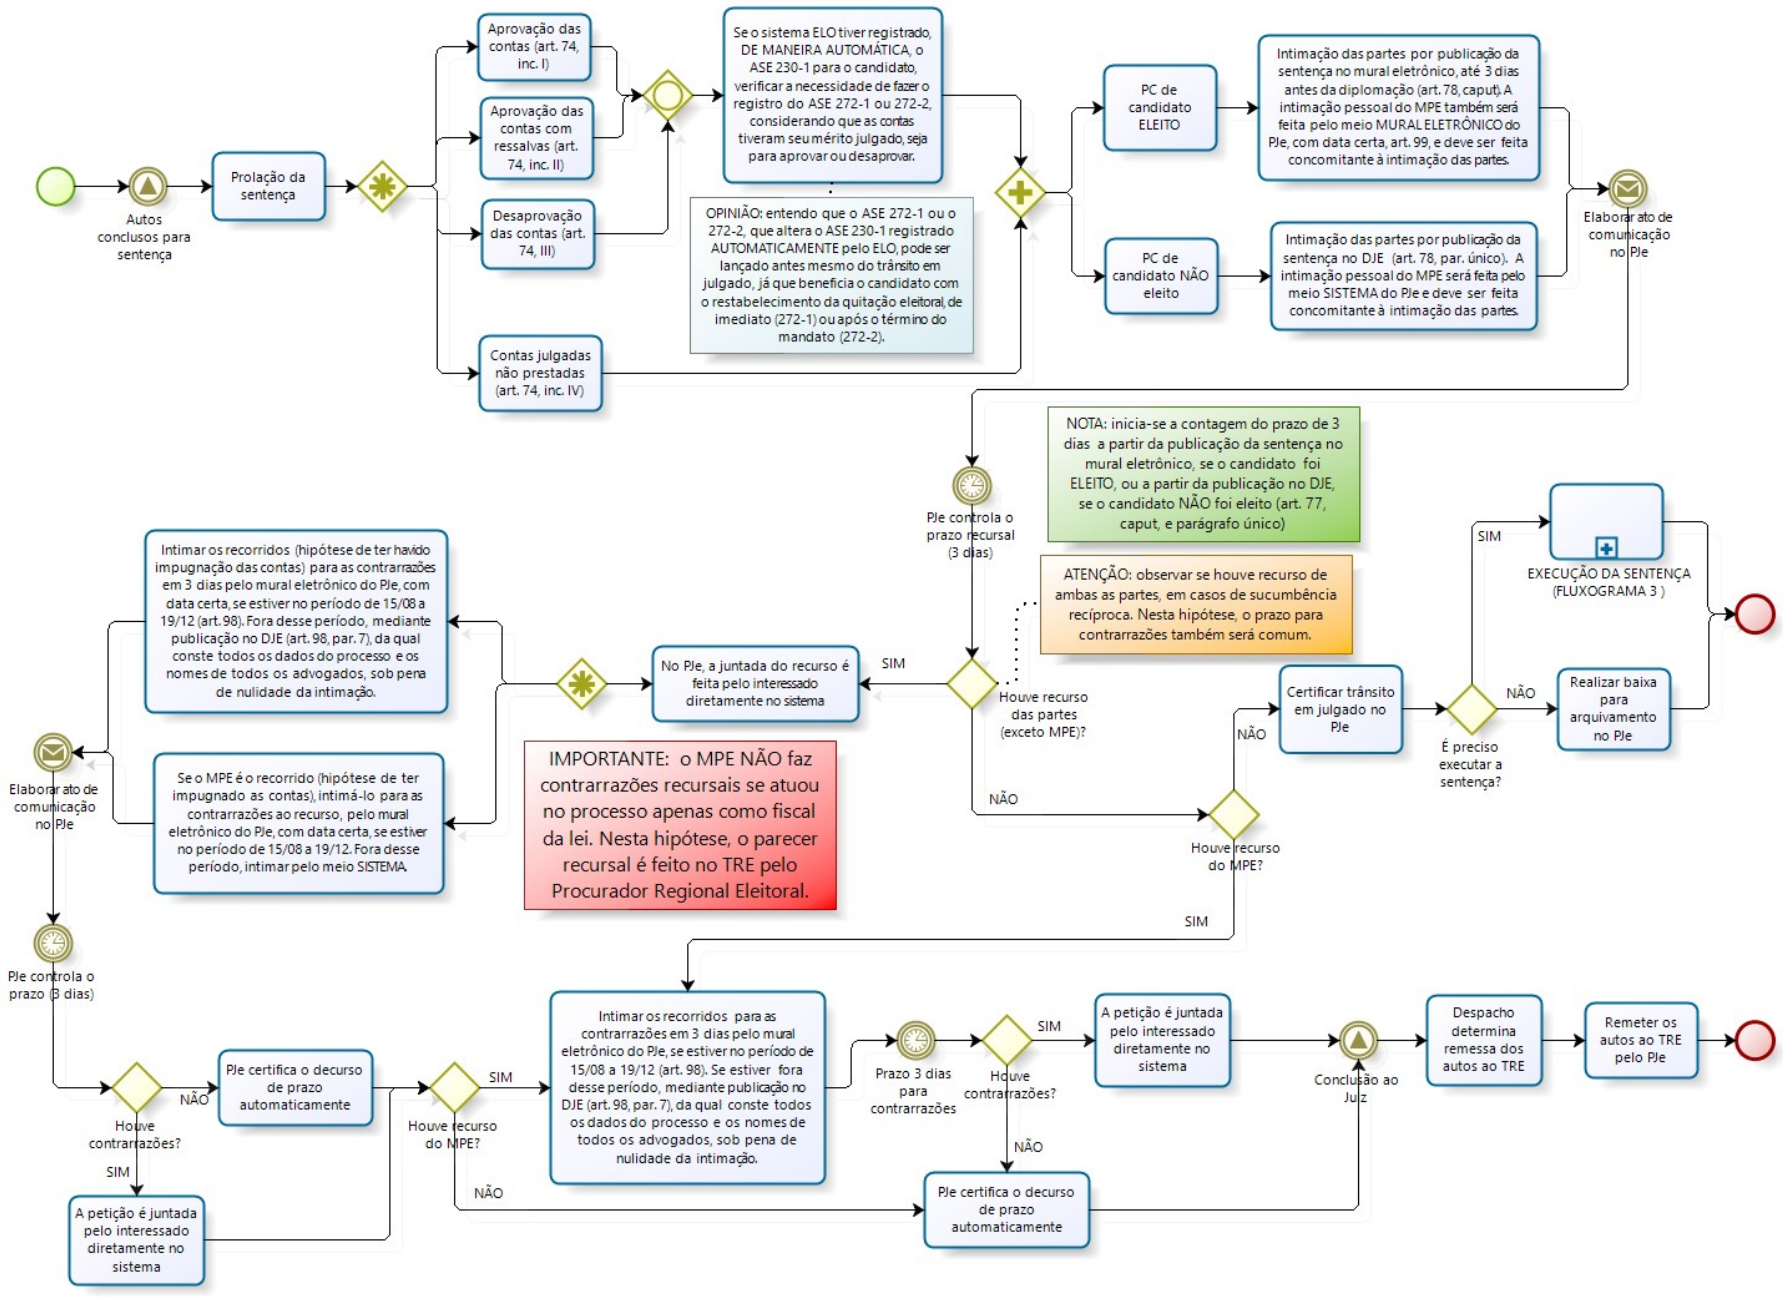 Autos
conclusos para
sentença
Prolação da
sentença
Aprovação das
contas (art. 74,
inc. I)
Aprovação das
contas com
ressalvas (art.
74, inc. II)
Desaprovação
das contas (art.
74, III)
Contas julgadas
não prestadas
(art. 74, inc. IV)
Se o sistema ELO tiver registrado,
DE MANEIRA AUTOMÁTICA, o
ASE 230-1 para o candidato,
verificar a necessidade de fazer o
registro do ASE 272-1 ou 272-2,
considerando que as contas
tiveram seu mérito julgado, seja
para aprovar ou desaprovar.
OPINIÃO: entendo que o ASE 272-1 ou o
272-2, que altera o ASE 230-1 registrado
AUTOMATICAMENTE pelo ELO, pode ser
lançado antes mesmo do trânsito em
julgado, já que beneficia o candidato com
o restabelecimento da quitação eleitoral, de
imediato (272-1) ou após o término do
mandato (272-2).
PC de
candidato
ELEITO
PC de
candidato NÃO
eleito
Intimação das partes por publicação da
sentença no mural eletrônico, até 3 dias
antes da diplomação (art. 78, caput). A
intimação pessoal do MPE também será
feita pelo meio MURAL ELETRÔNICO do
PJe, com data certa, art. 99, e deve ser feita
concomitante à intimação das partes.
Intimação das partes por publicação da
sentença no DJE (art. 78, par. único). A
intimação pessoal do MPE será feita pelo
meio SISTEMA do PJe e deve ser feita
concomitante à intimação das partes.
Elaborar ato de
comunicação
no PJe
NOTA: inicia-se a contagem do prazo de 3
dias a partir da publicação da sentença no
mural eletrônico, se o candidato foi
ELEITO, ou a partir da publicação no DJE,
se o candidato NÃO foi eleito (art. 77,
caput, e parágrafo único)
PJe controla o
prazo recursal
(3 dias)
ATENÇÃO: observar se houve recurso de
ambas as partes, em casos de sucumbência
recíproca. Nesta hipótese, o prazo para
contrarrazões também será comum.
Houve recurso
das partes
(exceto MPE)?
SIM
NÃO
No PJe, a juntada do recurso é
feita pelo interessado
diretamente no sistema
Intimar os recorridos (hipótese de ter havido
impugnação das contas) para as contrarrazões
em 3 dias pelo mural eletrônico do PJe, com
data certa, se estiver no período de 15/08 a
19/12 (art. 98). Fora desse período, mediante
publicação no DJE (art. 98, par. 7), da qual
conste todos os dados do processo e os
nomes de todos os advogados, sob pena
de nulidade da intimação.
Se o MPE é o recorrido (hipótese de ter
impugnado as contas), intimá-lo para as
contrarrazões ao recurso, pelo mural
eletrônico do PJe, com data certa, se estiver
no período de 15/08 a 19/12. Fora desse
período, intimar pelo meio SISTEMA.
IMPORTANTE: o MPE NÃO faz
contrarrazões recursais se atuou
no processo apenas como fiscal
da lei. Nesta hipótese, o parecer
recursal é feito no TRE pelo
Procurador Regional Eleitoral.
Houve recurso
do MPE?
NÃO
SIM
Certificar trânsito
em julgado no
PJe
É preciso
executar a
sentença?
SIM
EXECUÇÃO DA SENTENÇA
(FLUXOGRAMA 3 )
NÃO
Realizar baixa
para
arquivamento
no PJe
Elaborar ato de
comunicação
no PJe
PJe controla o
prazo (3 dias)
Houve
contrarrazões?
NÃO
PJe certifica o decurso
de prazo
automaticamente
SIM
A petição é juntada
pelo interessado
diretamente no
sistema
Houve recurso
do MPE?
SIM
NÃO
Intimar os recorridos para as
contrarrazões em 3 dias pelo mural
eletrônico do PJe, se estiver no período de
15/08 a 19/12 (art. 98). Se estiver fora
desse período, mediante publicação no
DJE (art. 98, par. 7), da qual conste todos
os dados do processo e os nomes de
todos os advogados, sob pena de
nulidade da intimação.
Prazo 3 dias
para
contrarrazões
Houve
contrarrazões?
SIM
NÃO
A petição é juntada
pelo interessado
diretamente no
sistema
PJe certifica o decurso
de prazo
automaticamente
Conclusão ao
Juiz
Despacho
determina
remessa dos
autos ao TRE
Remeter os
autos ao TRE
pelo PJe